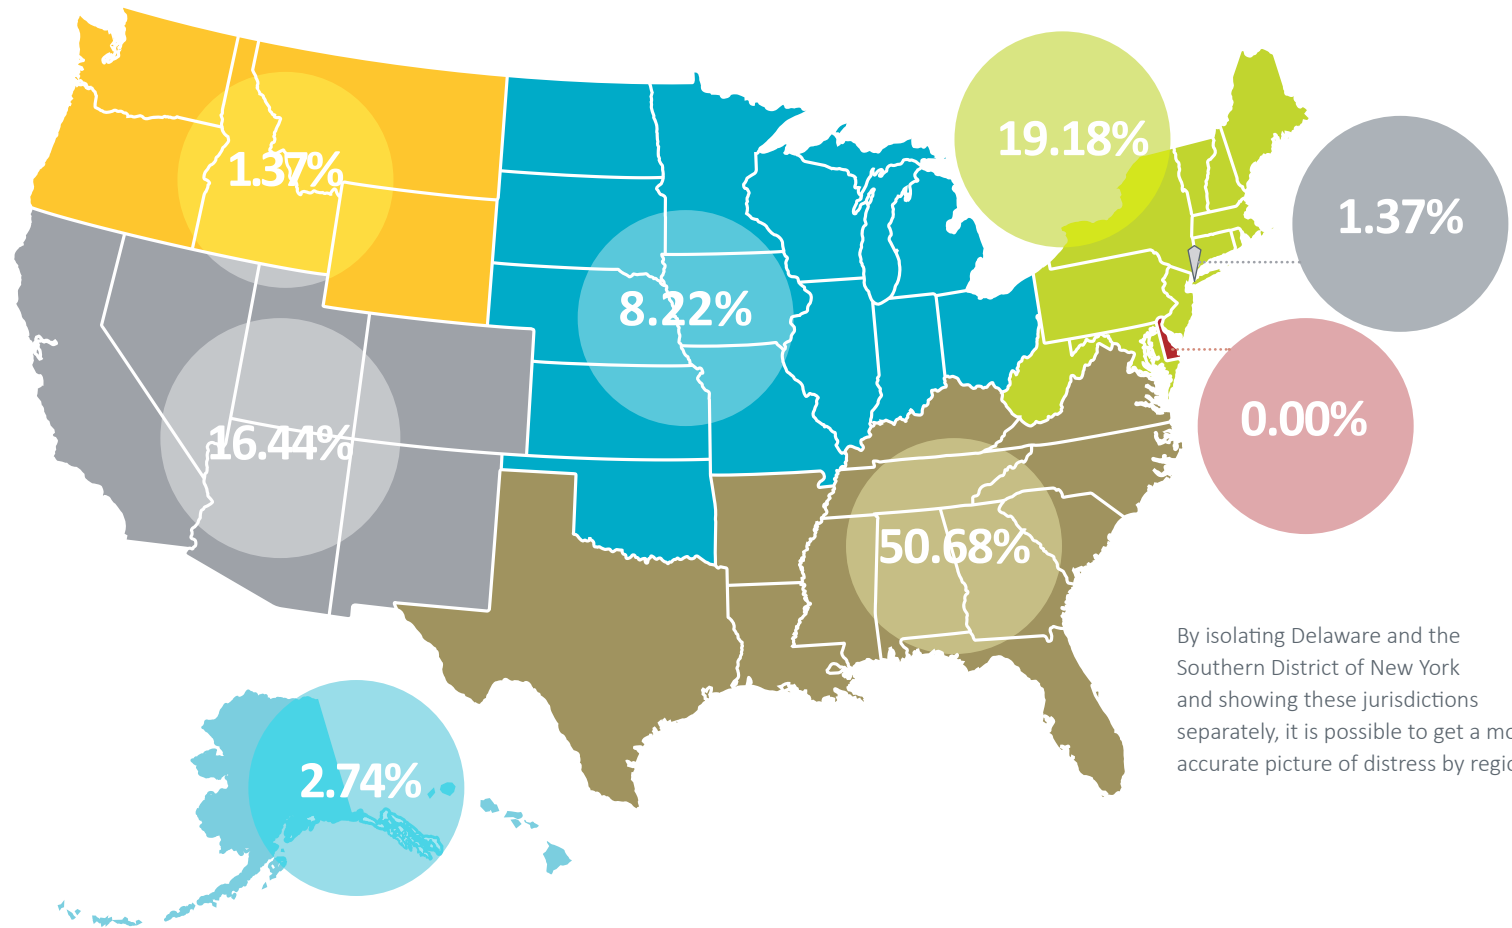 19.18%
1.37%
1.37%
8.22%
0.00%
16.44%
50.68%
2.74%
By isolating Delaware and the
Southern District of New York
and showing these jurisdictions
separately, it is possible to get a
accurate picture of distress by